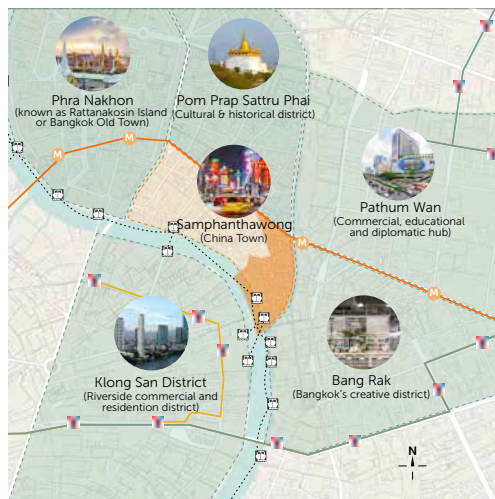 Phra Nakhon
(known as Rattanakosin Island
or Bangkok Old Town)
Pom Prap Sattru Phai
(Cultural & historical district)
M
M
Samphanthawong
(China Town)
Pathum Wan
(Commercial, educational
and diplomatic hub)
M
M
Klong San District
(Riverside commercial and
residention district)
Bang Rak
(Bangkok's creative district)
N